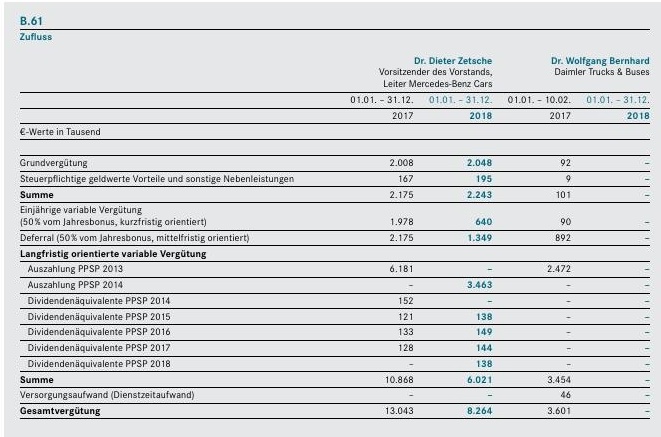 B.61
Zufluss
Dr. Dieter Zetsche Dr. Wolfgang Bernhard
Vorsitzender des Vorstands, Daimler Trucks & Buses
Leiter Mercedes-Benz Cars
01.01. – 31.12. 01.01. – 31.12. 01.01. – 10.02. 01.01. – 31.12.
2017 2018 2017 2018
€-Werte in Tausend
Grundvergütung 2.008 2.048 92 –
Steuerpflichtige geldwerte Vorteile und sonstige Nebenleistungen 167 195 9 –
Summe 2.175 2.243 101 –
Einjährige variable Vergütung
(50 % vom Jahresbonus, kurzfristig orientiert) 1.978 640 90 –
Deferral (50 % vom Jahresbonus, mittelfristig orientiert) 2.175 1.349 892 –
Langfristig orientierte variable Vergütung
Auszahlung PPSP 2013 6.181 – 2.472 –
Auszahlung PPSP 2014 – 3.463 – –
Dividendenäquivalente PPSP 2014 152 – – –
Dividendenäquivalente PPSP 2015 121 138 – –
Dividendenäquivalente PPSP 2016 133 149 – –
Dividendenäquivalente PPSP 2017 128 144 – –
Dividendenäquivalente PPSP 2018 – 138 – –
Summe 10.868 6.021 3.454 –
Versorgungsaufwand (Dienstzeitaufwand) – – 46 –
Gesamtvergütung 13.043 8.264 3.601 –